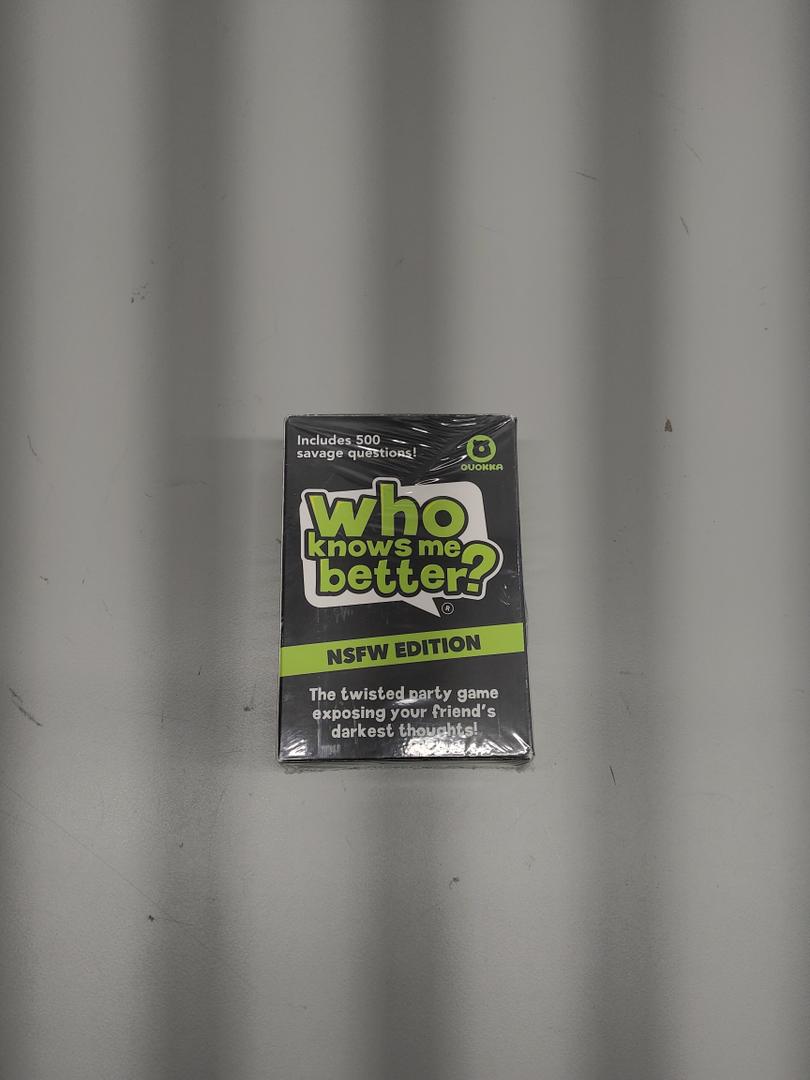 Includes 500
savage questions!
QUOKKA
who
knows me
better?
®
NSFW EDITION
The twisted party game
exposing your friend's
darkest thoughts!